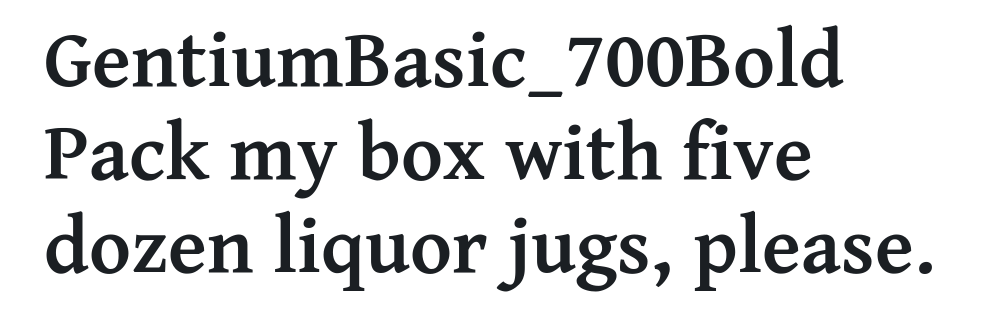 GentiumBasic_700Bold
Pack my box with five
dozen liquor jugs, please.